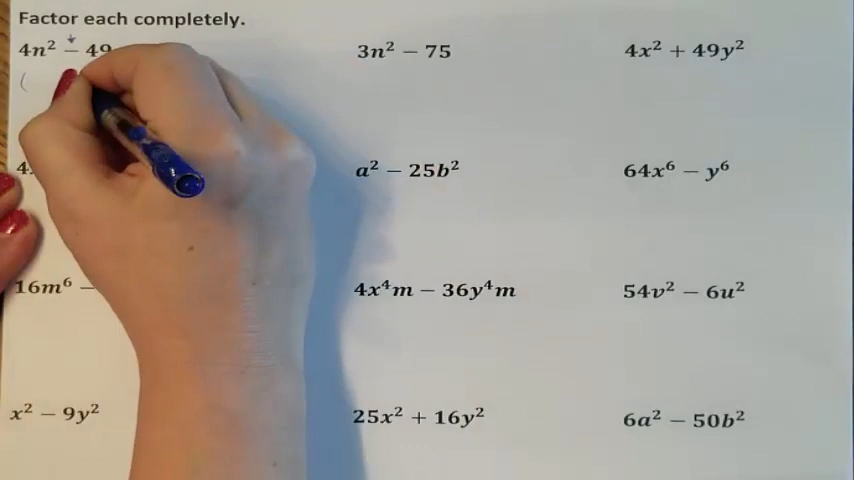 Factor each completely.
4n² − 49 3n² − 75 4x² + 49y²
(
4 a² − 25b² 64x⁶ − y⁶
16m⁶ − 4x⁴m − 36y⁴m 54v² − 6u²
x² − 9y² 25x² + 16y² 6a² − 50b²